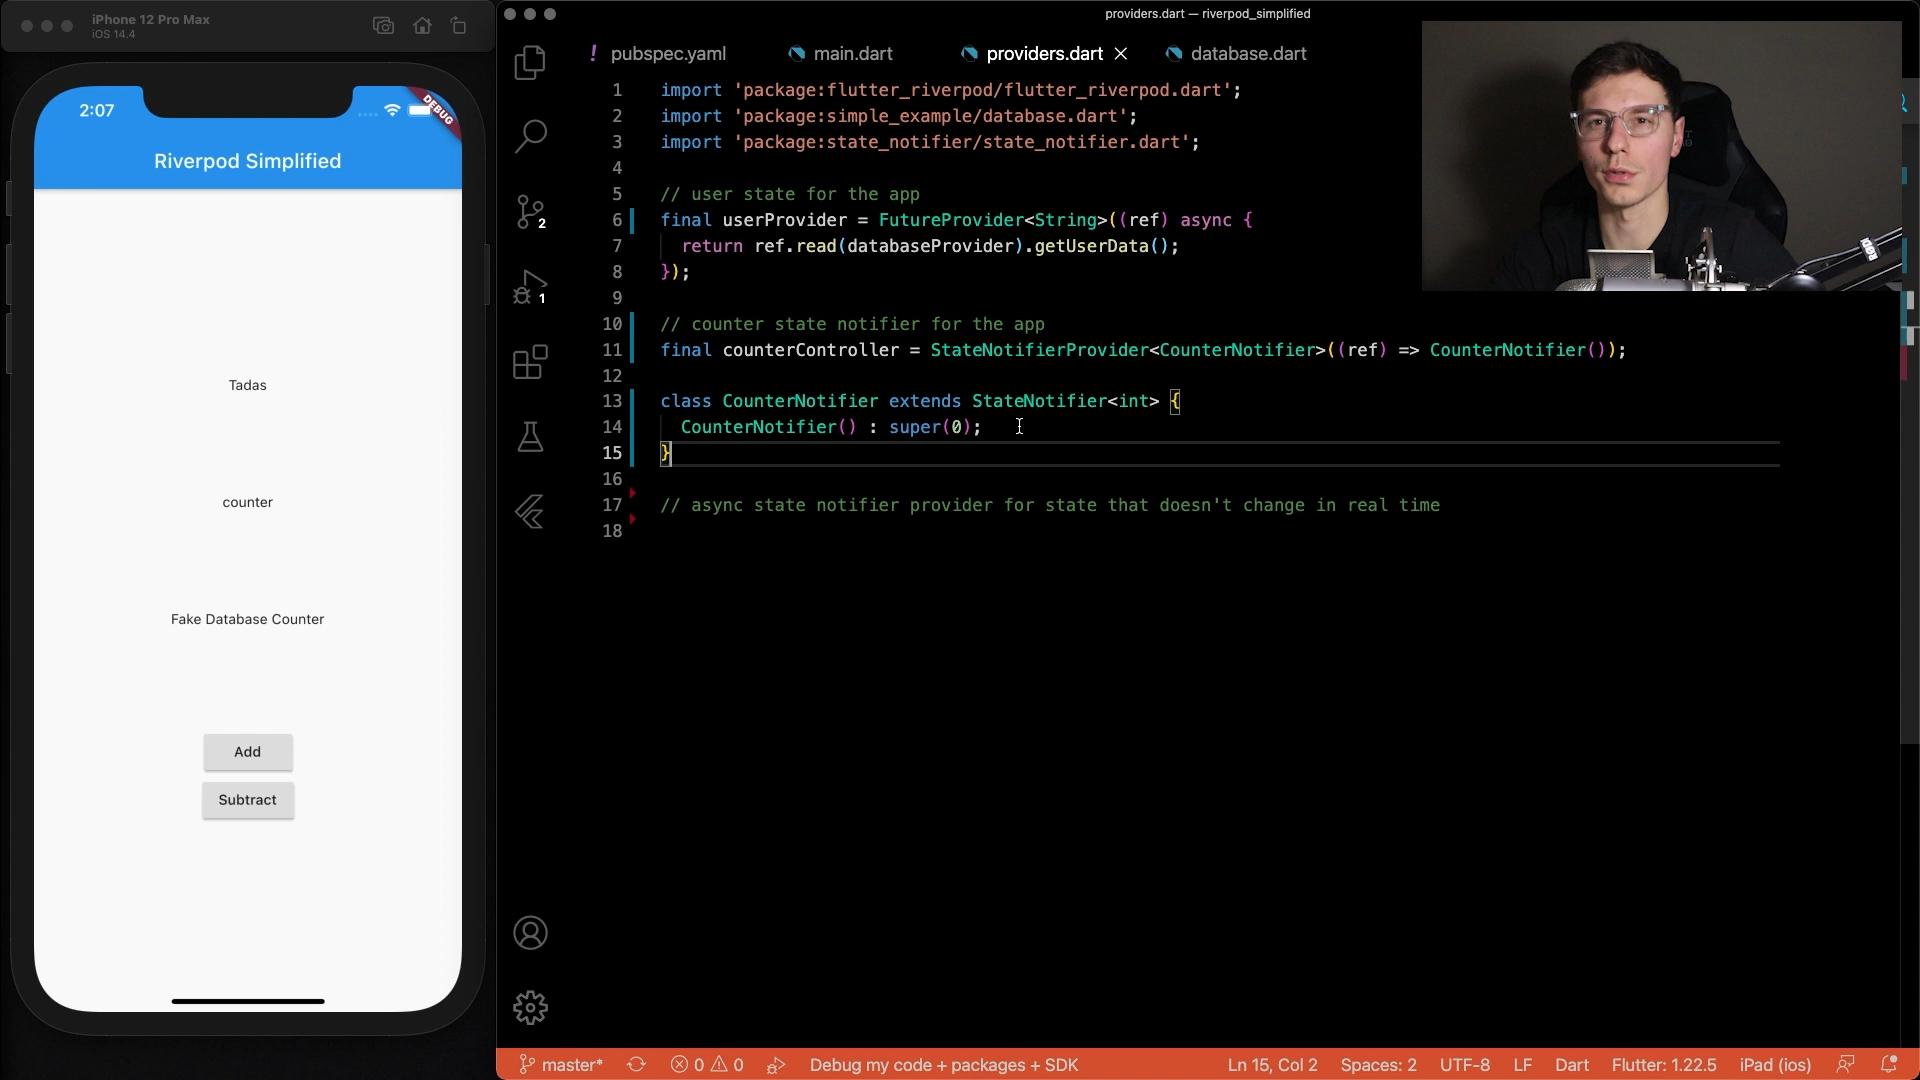 iPhone 12 Pro Max
iOS 14.4
2:07
DEBUG
Riverpod Simplified
Tadas
counter
Fake Database Counter
Add
Subtract
providers.dart — riverpod_simplified
! pubspec.yaml main.dart providers.dart database.dart
2
1
1 import 'package:flutter_riverpod/flutter_riverpod.dart';
2 import 'package:simple_example/database.dart';
3 import 'package:state_notifier/state_notifier.dart';
4
5 // user state for the app
6 final userProvider = FutureProvider<String>((ref) async {
7 return ref.read(databaseProvider).getUserData();
8 });
9
10 // counter state notifier for the app
11 final counterController = StateNotifierProvider<CounterNotifier>((ref) => CounterNotifier());
12
13 class CounterNotifier extends StateNotifier<int> {
14 CounterNotifier() : super(0);
15 }
16
17 // async state notifier provider for state that doesn't change in real time
18
master* 0 0 Debug my code + packages + SDK Ln 15, Col 2 Spaces: 2 UTF-8 LF Dart Flutter: 1.22.5 iPad (ios)